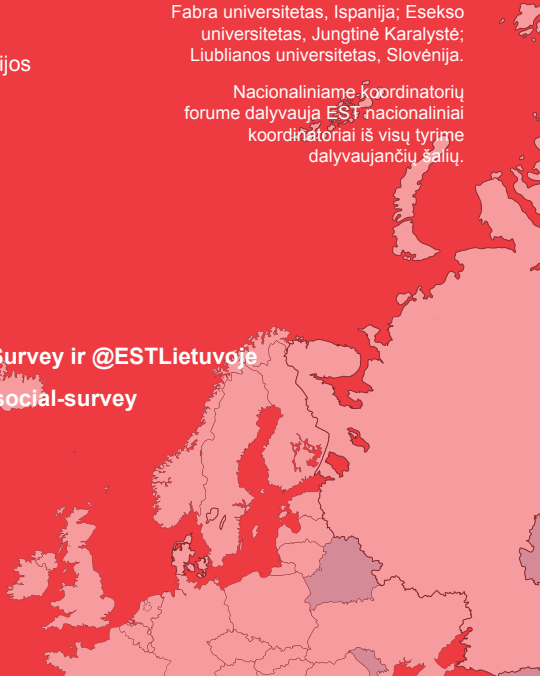 Fabra universitetas, Ispanija; Esekso
universitetas, Jungtinė Karalystė;
Liublianos universitetas, Slovėnija.
ijos
Nacionaliniame koordinatorių
forume dalyvauja EST nacionaliniai
koordinatoriai iš visų tyrime
dalyvaujančių šalių.
Survey ir @ESTLietuvoje
social-survey